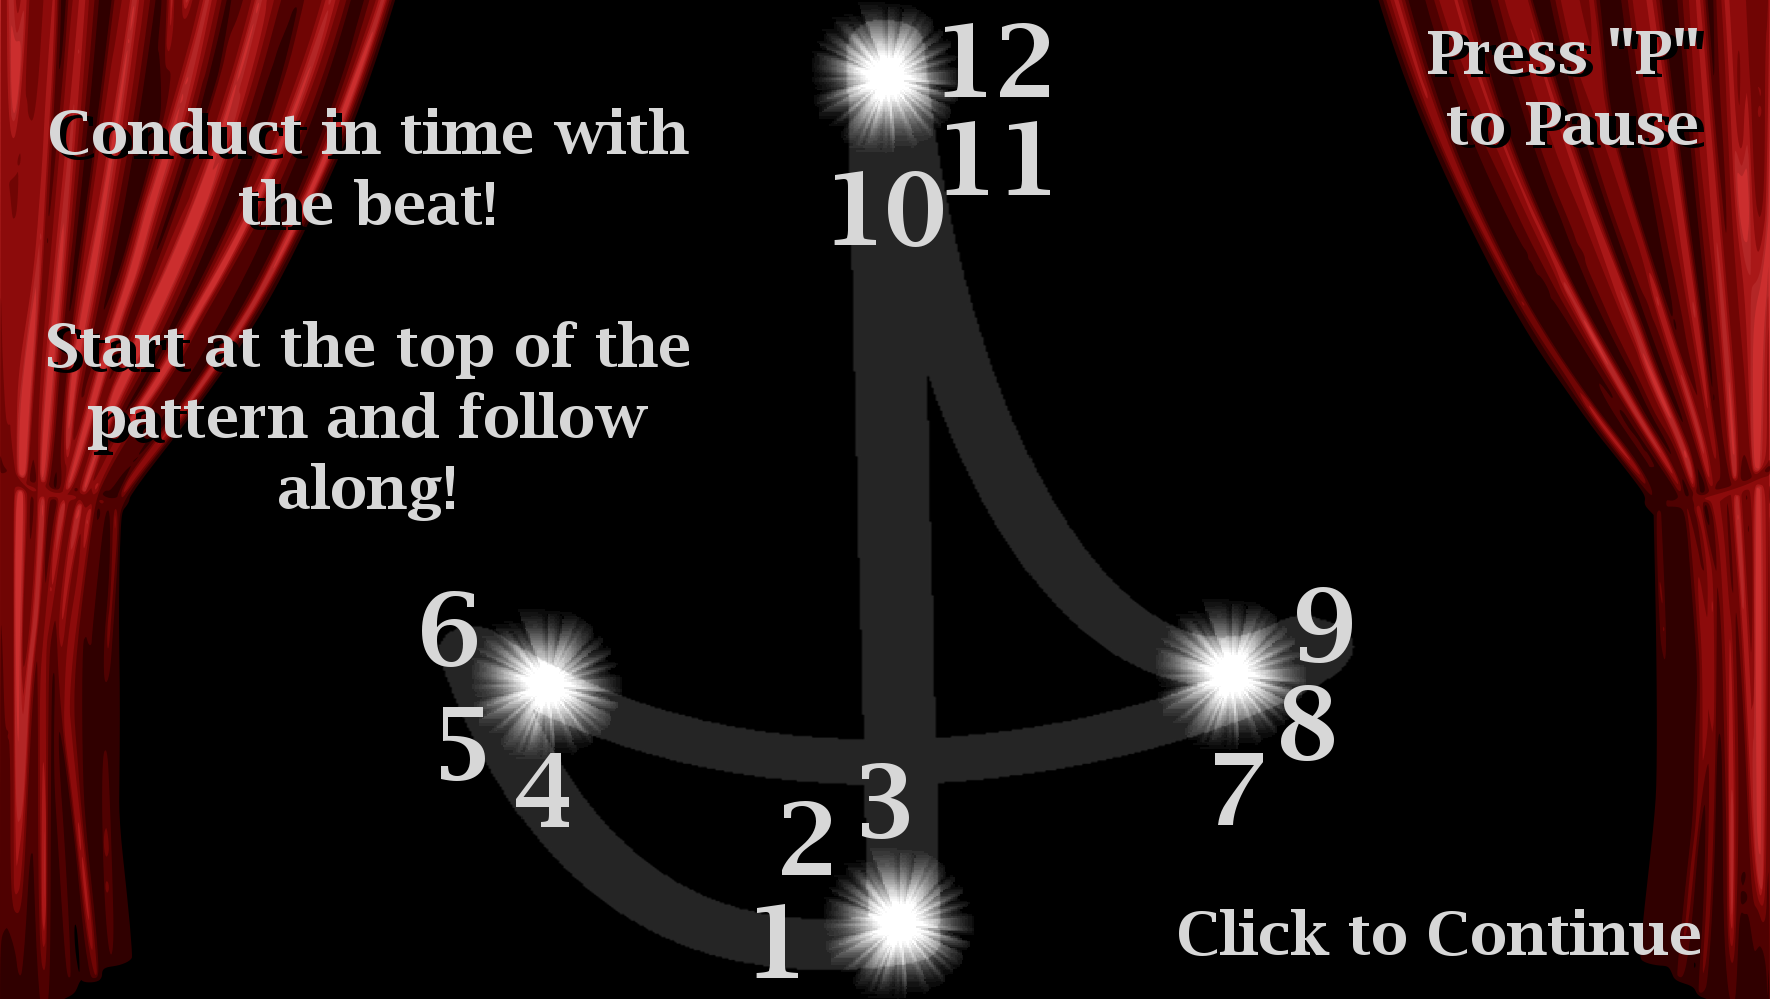 Conduct in time with
the beat!
Start at the top of the
pattern and follow
along!
Press "P"
to Pause
12
11
10
6
5
4
3
2
1
9
8
7
Click to Continue